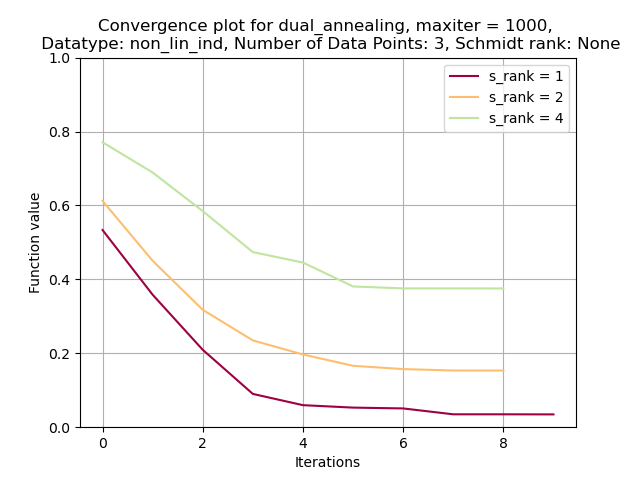 Convergence plot for dual_annealing, maxiter = 1000,
Datatype: non_lin_ind, Number of Data Points: 3, Schmidt rank: None
s_rank = 1
s_rank = 2
s_rank = 4
1.0
0.8
0.6
0.4
0.2
0.0
Function value
0 2 4 6 8
Iterations